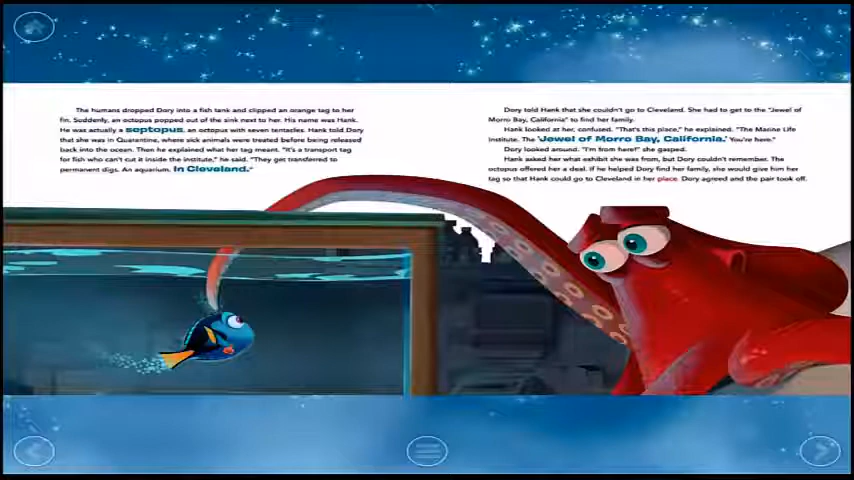 The humans dropped Dory into a fish tank and clipped an orange tag to her
fin. Suddenly, an octopus popped out of the sink next to her. His name was Hank.
He was actually a septopus, an octopus with seven tentacles. Hank told Dory
that she was in Quarantine, where sick animals were treated before being released
back into the ocean. Then he explained what her tag meant. "It's a transport tag
for fish who can't cut it inside the institute," he said. "They get transferred to
permanent digs. An aquarium. In Cleveland."
Dory told Hank that she couldn't go to Cleveland. She had to get to the "Jewel of
Morro Bay, California" to find her family.
Hank looked at her, confused. "That's this place," he explained. "The Marine Life
Institute. The 'Jewel of Morro Bay, California.' You're here."
Dory looked around. "I'm from here!" she gasped.
Hank asked her what exhibit she was from, but Dory couldn't remember. The
octopus offered her a deal. If he helped Dory find her family, she would give him her
tag so that Hank could go to Cleveland in her place. Dory agreed and the pair took off.